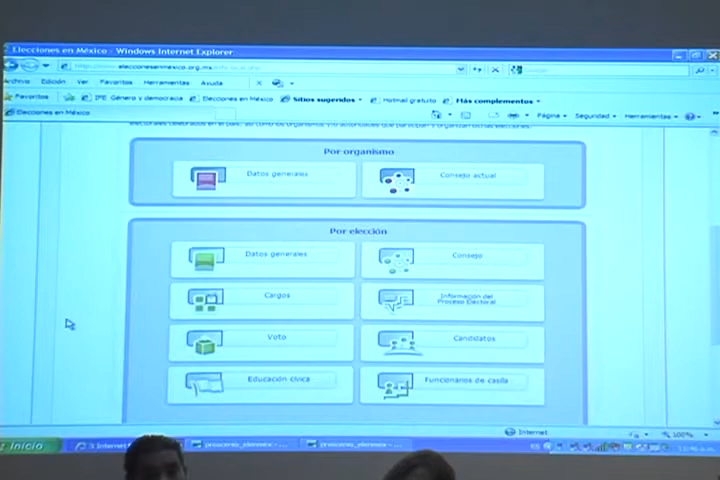 Elecciones en México - Windows Internet Explorer
Archivo Edición Ver Favoritos Herramientas Ayuda
Favoritos IFE Género y democracia Elecciones en México Sitios sugeridos Hotmail gratuito Más complementos
Elecciones en México Página Seguridad Herramientas
Por organismo
Datos generales Consejo actual
Por elección
Datos generales Consejo
Cargos Información del
Proceso Electoral
Voto Candidatos
Educación cívica Funcionarios de casilla
Internet 100%
Inicio 3 Internet